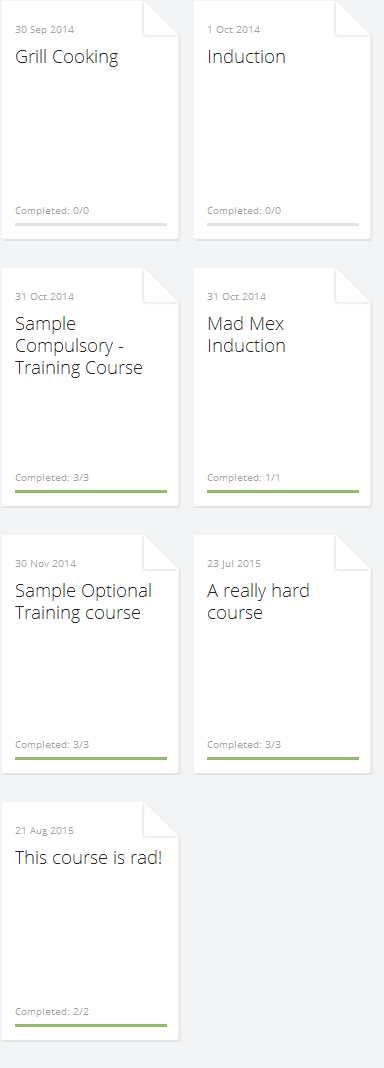 30 Sep 2014
Grill Cooking
Completed: 0/0
1 Oct 2014
Induction
Completed: 0/0
31 Oct 2014
Sample
Compulsory -
Training Course
Completed: 3/3
31 Oct 2014
Mad Mex
Induction
Completed: 1/1
30 Nov 2014
Sample Optional
Training course
Completed: 3/3
23 Jul 2015
A really hard
course
Completed: 3/3
21 Aug 2015
This course is rad!
Completed: 2/2